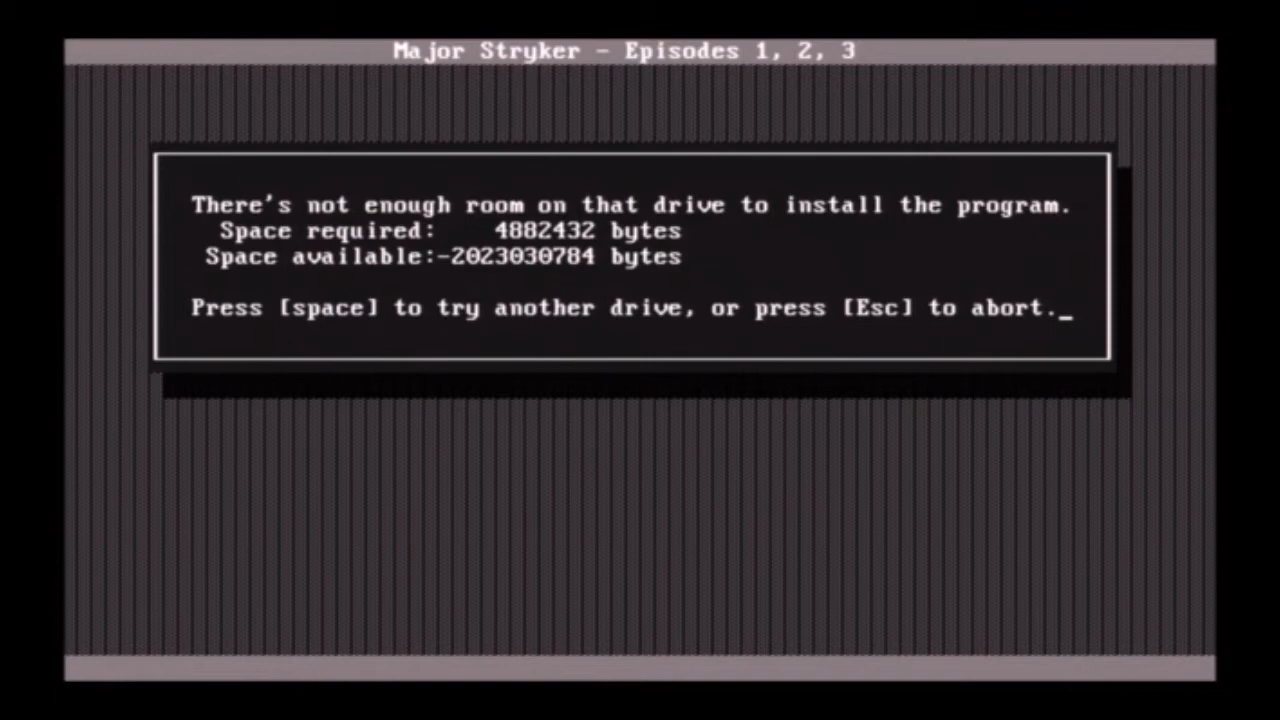 Major Stryker - Episodes 1, 2, 3
There's not enough room on that drive to install the program.
Space required:    4882432 bytes
Space available:-2023030784 bytes
Press [space] to try another drive, or press [Esc] to abort._